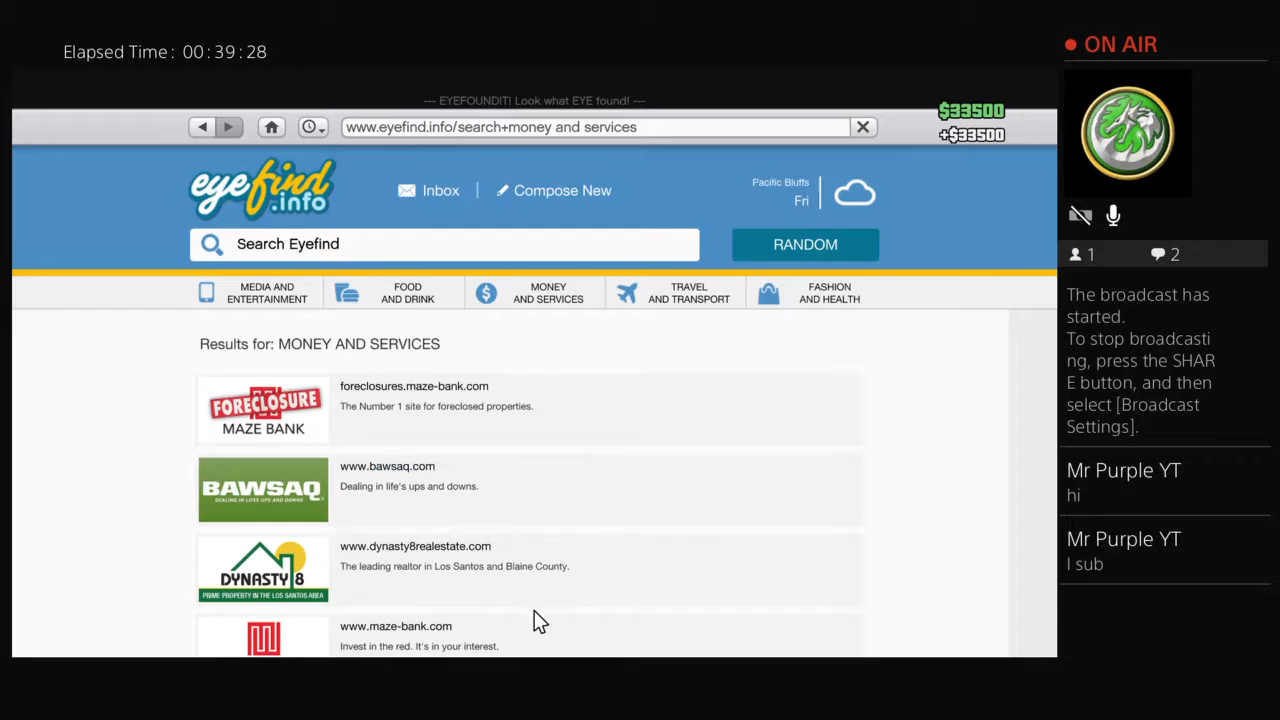 Elapsed Time: 00:39:28
ON AIR
--- EYEFOUNDIT! Look what EYE found! ---
www.eyefind.info/search+money and services
$33500
+$33500
eyefind
.info
Inbox
Compose New
Pacific Bluffs
Fri
Search Eyefind
RANDOM
1
2
MEDIA AND
ENTERTAINMENT
FOOD
AND DRINK
MONEY
AND SERVICES
TRAVEL
AND TRANSPORT
FASHION
AND HEALTH
Results for: MONEY AND SERVICES
FORECLOSURE
MAZE BANK
foreclosures.maze-bank.com
The Number 1 site for foreclosed properties.
BAWSAQ
DEALING IN LIFES UPS AND DOWNS
www.bawsaq.com
Dealing in life's ups and downs.
DYNASTY 8
PRIME PROPERTY IN THE LOS SANTOS AREA
www.dynasty8realestate.com
The leading realtor in Los Santos and Blaine County.
www.maze-bank.com
Invest in the red. It's in your interest.
The broadcast has
started.
To stop broadcasti
ng, press the SHAR
E button, and then
select [Broadcast
Settings].
Mr Purple YT
hi
Mr Purple YT
I sub